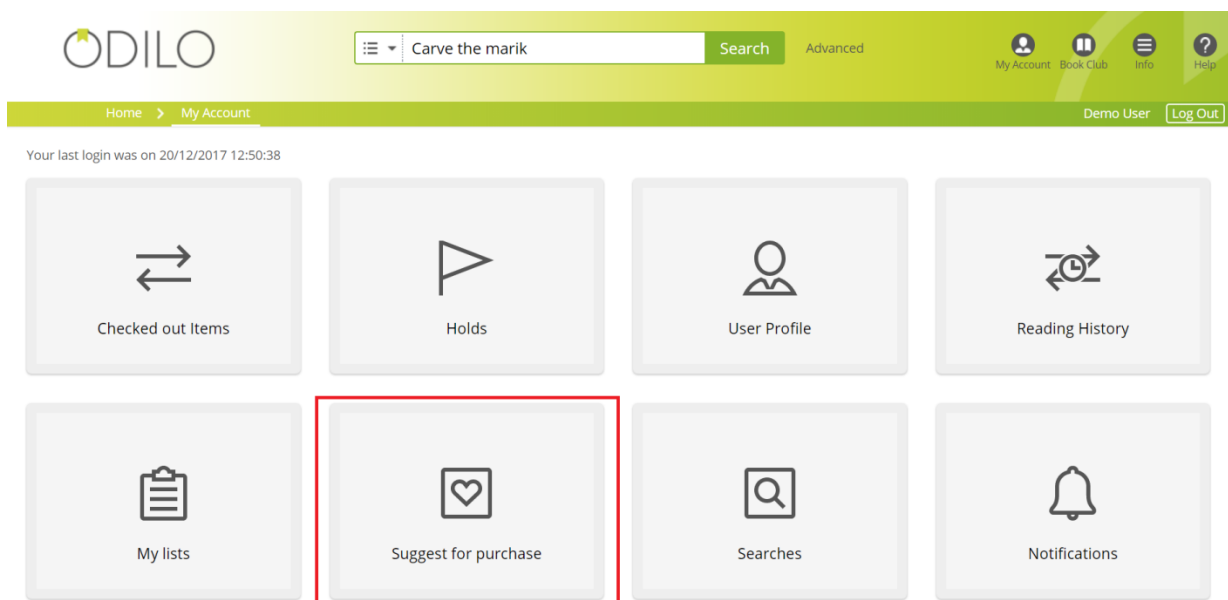 ODILO
Carve the marik
Search
Advanced
My Account
Book Club
Info
Help
Home > My Account
Demo User
Log Out
Your last login was on 20/12/2017 12:50:38
Checked out Items
Holds
User Profile
Reading History
My lists
Suggest for purchase
Searches
Notifications